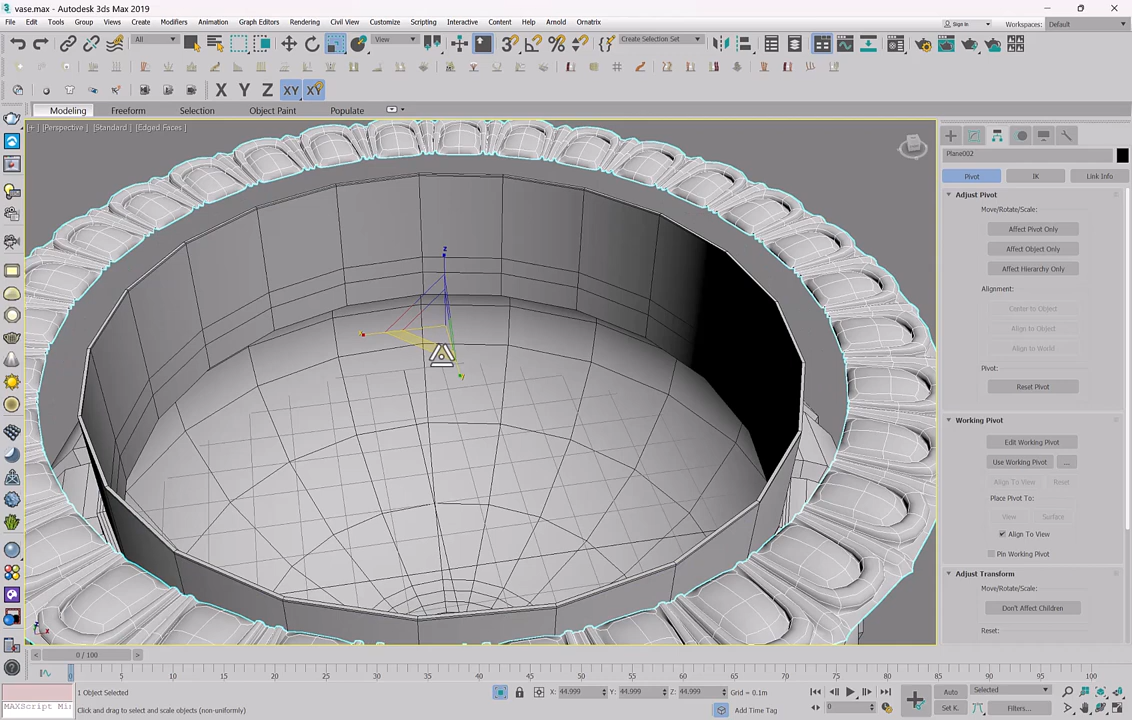 vase.max - Autodesk 3ds Max 2019
File Edit Tools Group Views Create Modifiers Animation Graph Editors Rendering Civil View Customize Scripting Interactive Content Help Arnold Ornatrix Sign In Workspaces: Default
All View Create Selection Set
X Y Z XY XY
Modeling Freeform Selection Object Paint Populate
[+] [Perspective] [Standard] [Edged Faces]
Plane002
Pivot IK Link Info
Adjust Pivot
Move/Rotate/Scale:
Affect Pivot Only
Affect Object Only
Affect Hierarchy Only
Alignment:
Center to Object
Align to Object
Align to World
Pivot:
Reset Pivot
Working Pivot
Edit Working Pivot
Use Working Pivot ...
Align To View Reset
Place Pivot To:
View Surface
Align To View
Pin Working Pivot
Adjust Transform
Move/Rotate/Scale:
Don't Affect Children
Reset:
z
x
y
z
x
< 0 / 100 >
0 5 10 15 20 25 30 35 40 45 50 55 60 65 70 75 80 85 90 95 100
1 Object Selected X: 44.999 Y: 44.999 Z: 44.999 Grid = 0.1m Auto Selected
MAXScript Mi Click and drag to select and scale objects (non-uniformly) Add Time Tag 0 Set K. Filters...